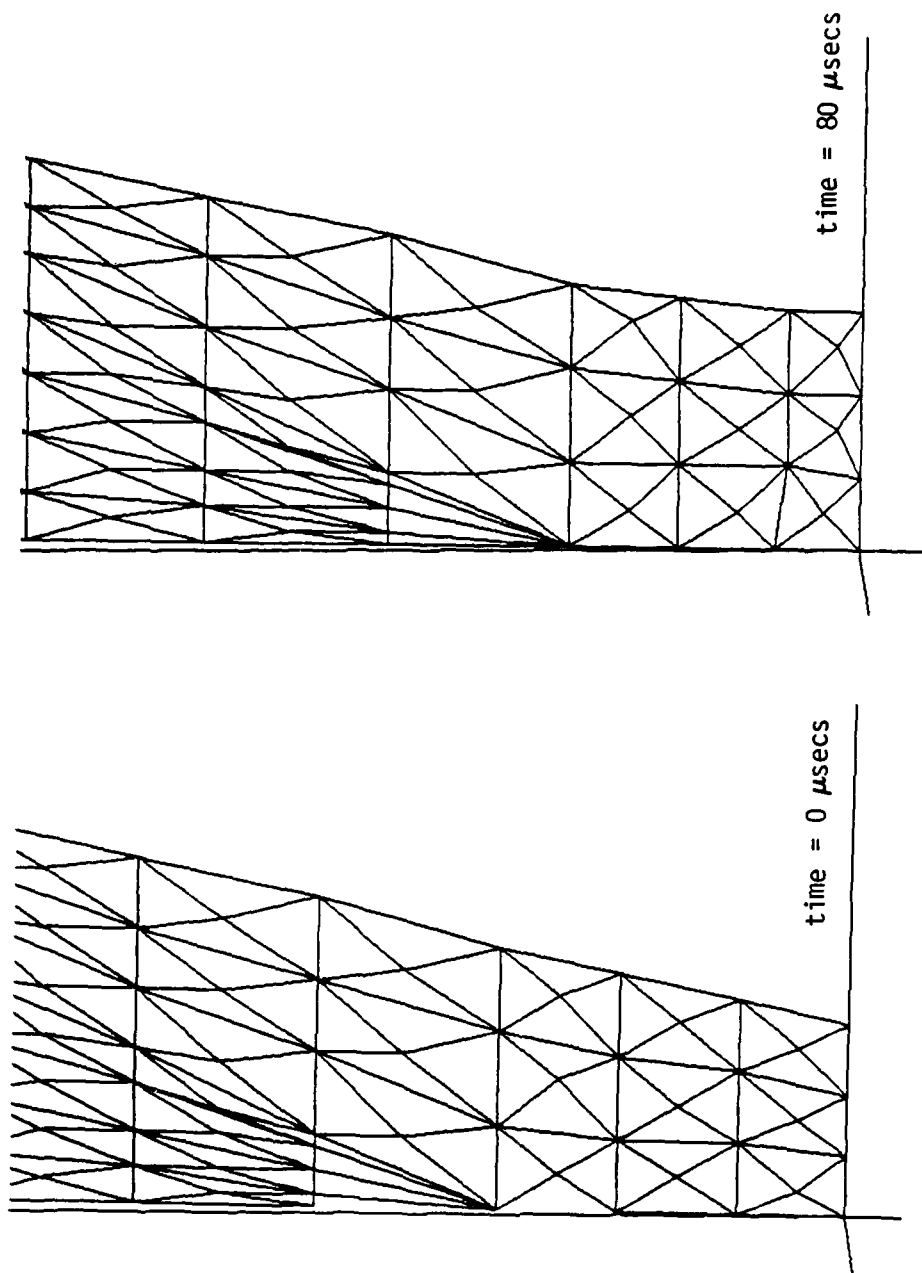 time = 80 μsecs
time = 0 μsecs